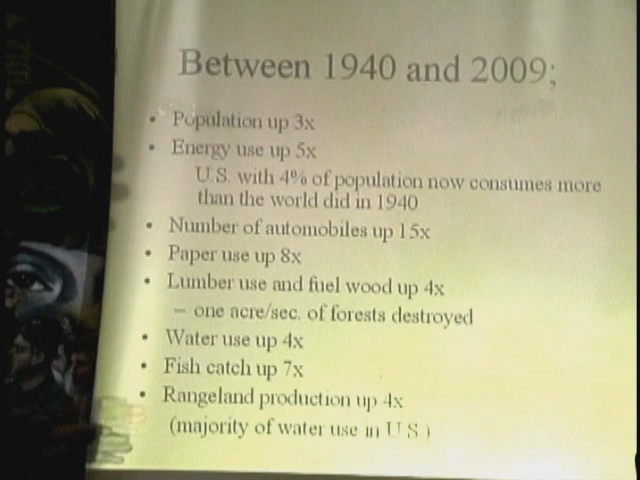 Between 1940 and 2009;
• Population up 3x
• Energy use up 5x
U.S. with 4% of population now consumes more
than the world did in 1940
• Number of automobiles up 15x
• Paper use up 8x
• Lumber use and fuel wood up 4x
– one acre/sec. of forests destroyed
• Water use up 4x
• Fish catch up 7x
• Rangeland production up 4x
(majority of water use in U.S.)